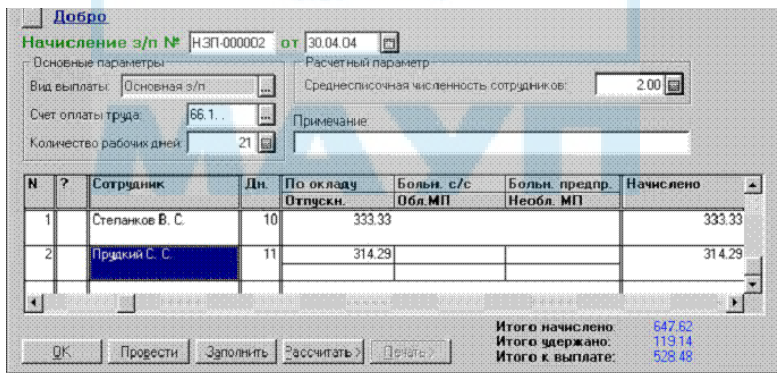 ... Добро
Начисление з/п № НЗП-000002 от 30.04.04
Основные параметры
Расчетный параметр
Вид выплаты: Основная з/п ...
Среднесписочная численность сотрудников: 2.00
Счет оплаты труда: 66.1. . ...
Примечание:
Количество рабочих дней: 21
N ? Сотрудник Дн. По окладу Больн. с/с Больн. предпр. Начислено
Отпускн. Обл.МП Необл. МП
1 Степанков В. С. 10 333.33 333.33
2 Прудкий С. С. 11 314.29 314.29
Итого начислено: 647.62
Итого удержано: 119.14
Итого к выплате: 528.48
OK Провести Заполнить Рассчитать > Печать >
МАУП